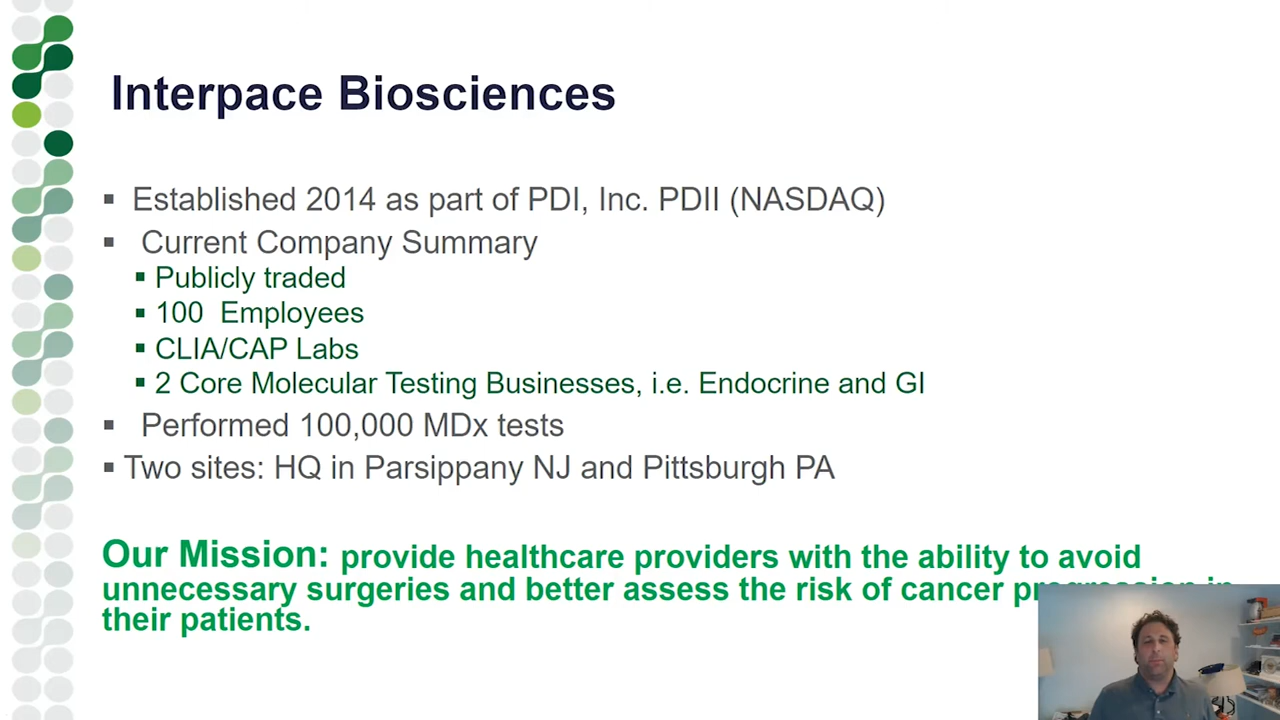 Interpace Biosciences
▪ Established 2014 as part of PDI, Inc. PDII (NASDAQ)
▪ Current Company Summary
▪ Publicly traded
▪ 100 Employees
▪ CLIA/CAP Labs
▪ 2 Core Molecular Testing Businesses, i.e. Endocrine and GI
▪ Performed 100,000 MDx tests
▪ Two sites: HQ in Parsippany NJ and Pittsburgh PA
Our Mission: provide healthcare providers with the ability to avoid
unnecessary surgeries and better assess the risk of cancer progression in
their patients.